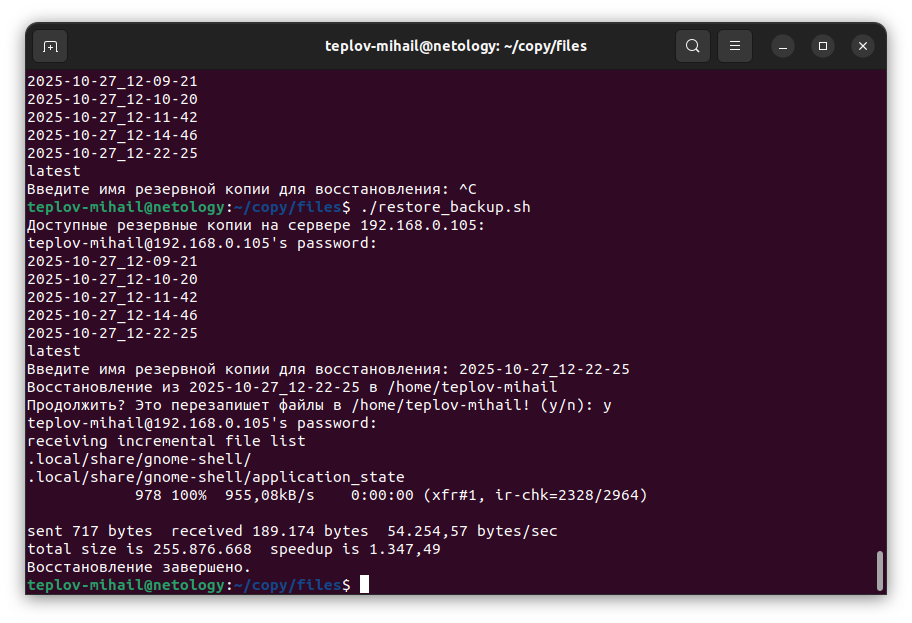 teplov-mihail@netology: ~/copy/files
2025-10-27_12-09-21
2025-10-27_12-10-20
2025-10-27_12-11-42
2025-10-27_12-14-46
2025-10-27_12-22-25
latest
Введите имя резервной копии для восстановления: ^C
teplov-mihail@netology:~/copy/files$ ./restore_backup.sh
Доступные резервные копии на сервере 192.168.0.105:
teplov-mihail@192.168.0.105's password:
2025-10-27_12-09-21
2025-10-27_12-10-20
2025-10-27_12-11-42
2025-10-27_12-14-46
2025-10-27_12-22-25
latest
Введите имя резервной копии для восстановления: 2025-10-27_12-22-25
Восстановление из 2025-10-27_12-22-25 в /home/teplov-mihail
Продолжить? Это перезапишет файлы в /home/teplov-mihail! (y/n): y
teplov-mihail@192.168.0.105's password:
receiving incremental file list
.local/share/gnome-shell/
.local/share/gnome-shell/application_state
            978 100%  955,08kB/s    0:00:00 (xfr#1, ir-chk=2328/2964)
sent 717 bytes  received 189.174 bytes  54.254,57 bytes/sec
total size is 255.876.668  speedup is 1.347,49
Восстановление завершено.
teplov-mihail@netology:~/copy/files$